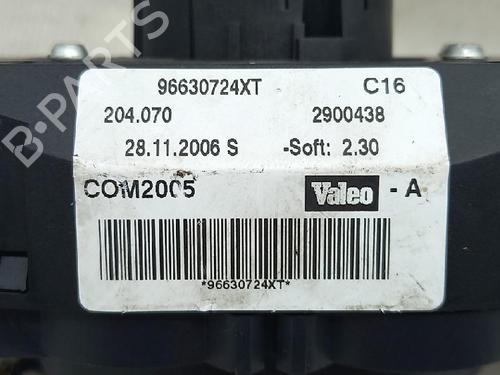 96630724XT C16
204.070 2900438
28.11.2006 S -Soft: 2.30
COM2005 Valeo - A
*96630724XT*
B-PARTS